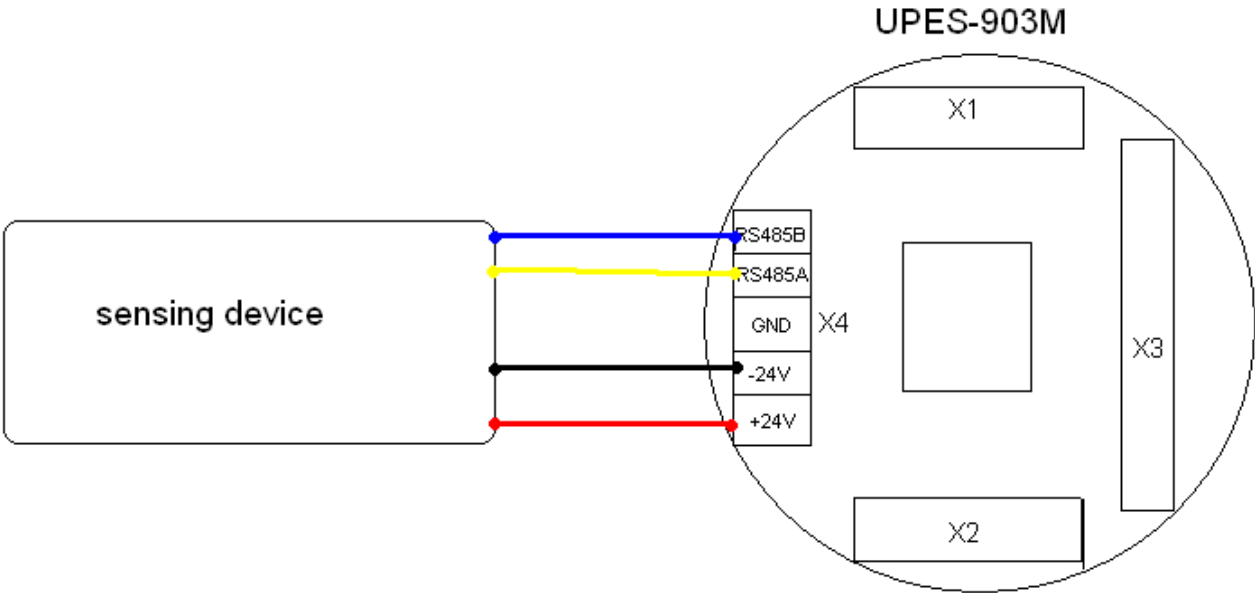 UPES-903M
X1
RS485B
RS485A
sensing device
GND
X4
X3
-24V
+24V
X2